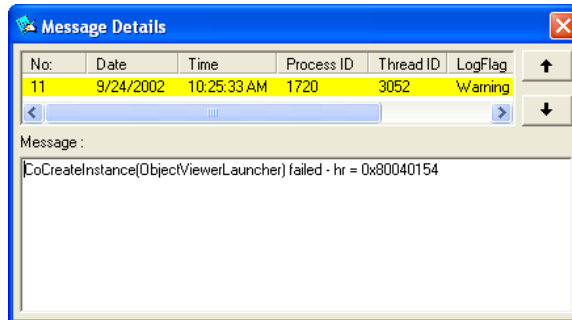 Message Details
No: Date Time Process ID Thread ID LogFlag
11 9/24/2002 10:25:33 AM 1720 3052 Warning
Message :
CoCreateInstance(ObjectViewerLauncher) failed - hr = 0x80040154